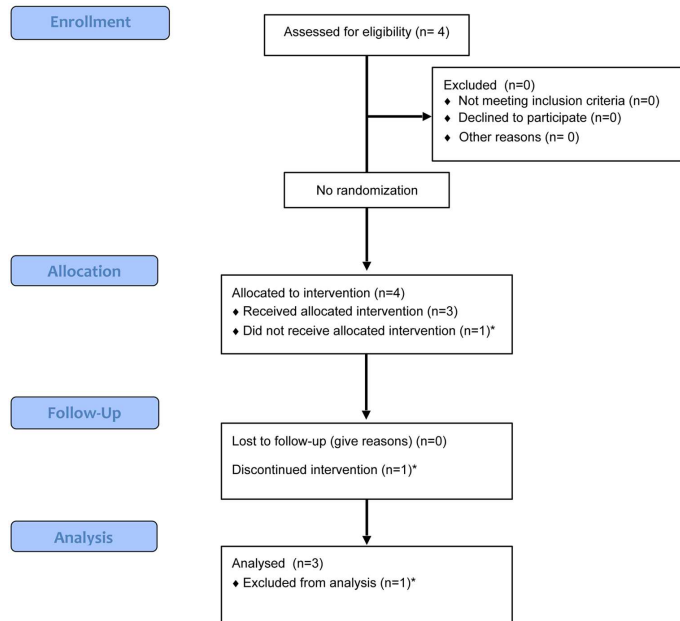 Enrollment
Assessed for eligibility (n= 4)
Excluded (n=0)
♦ Not meeting inclusion criteria (n=0)
♦ Declined to participate (n=0)
♦ Other reasons (n= 0)
No randomization
Allocation
Allocated to intervention (n=4)
♦ Received allocated intervention (n=3)
♦ Did not receive allocated intervention (n=1)*
Follow-Up
Lost to follow-up (give reasons) (n=0)
Discontinued intervention (n=1)*
Analysis
Analysed (n=3)
♦ Excluded from analysis (n=1)*